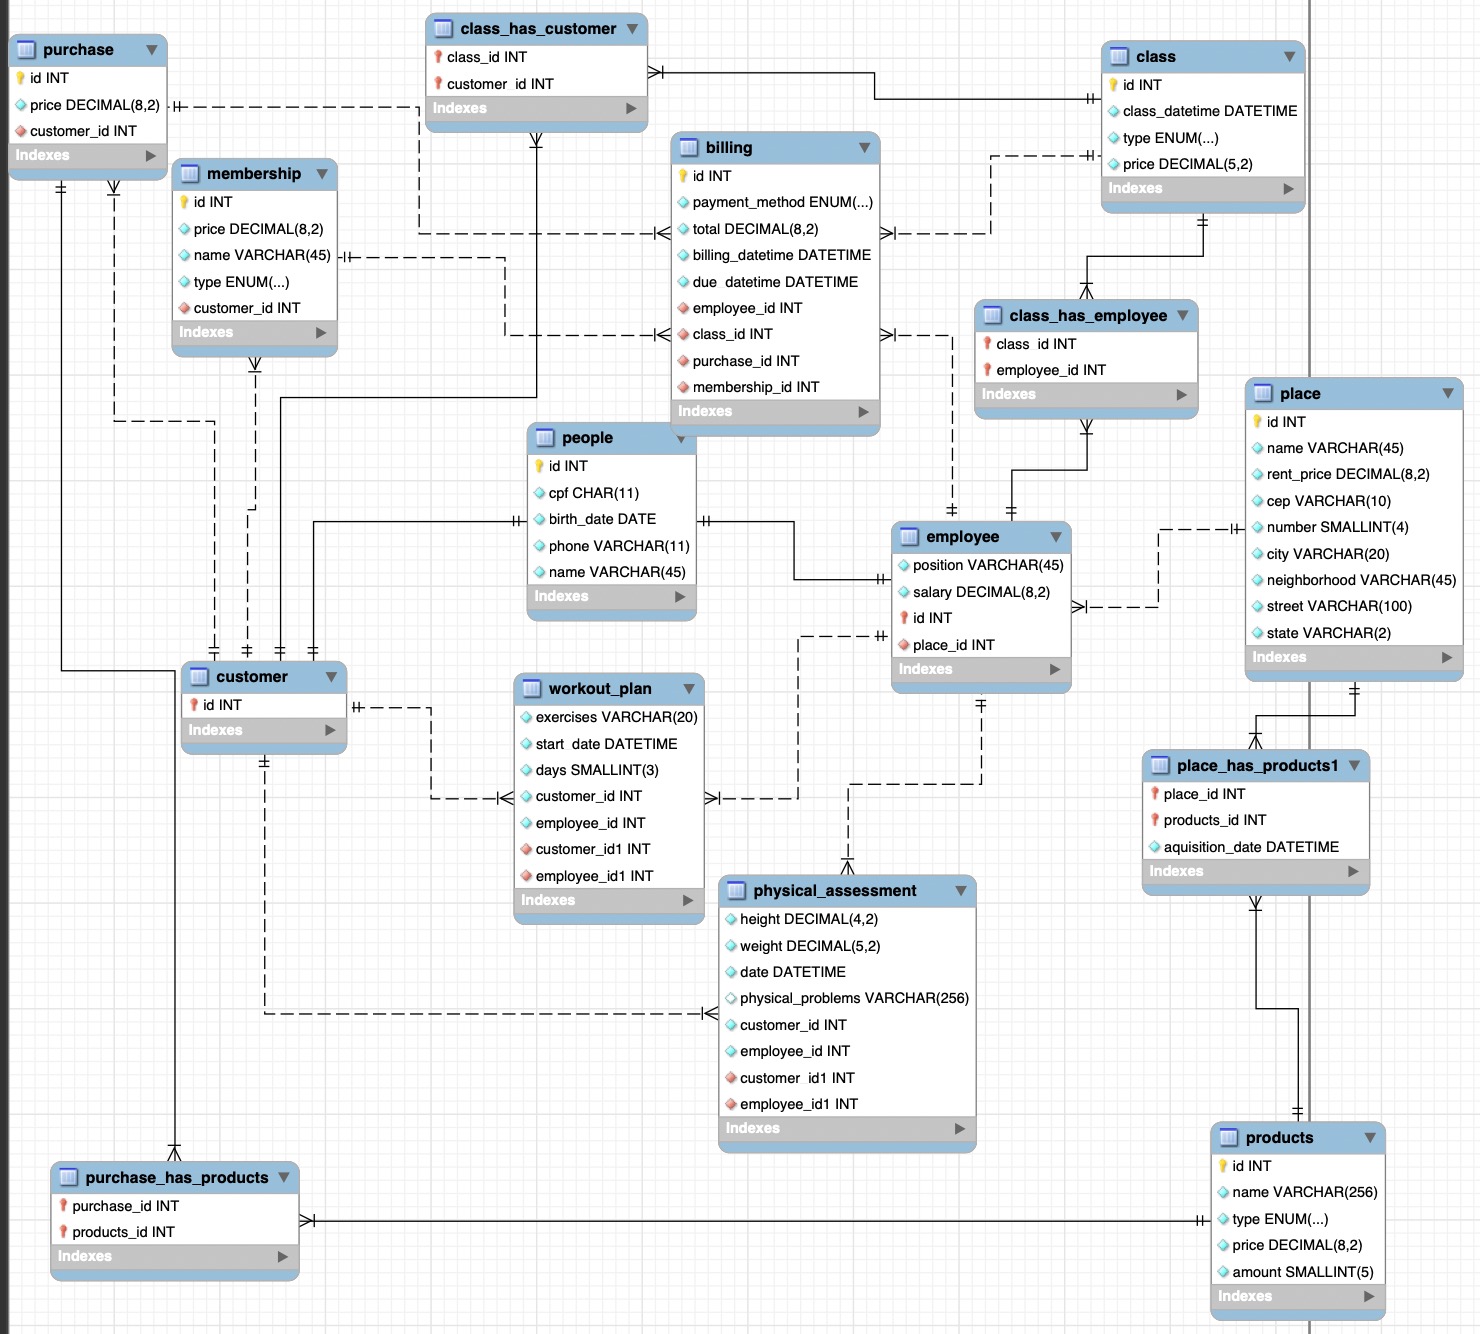 purchase
id INT
price DECIMAL(8,2)
customer_id INT
Indexes
class_has_customer
class_id INT
customer_id INT
Indexes
class
id INT
class_datetime DATETIME
type ENUM(...)
price DECIMAL(5,2)
Indexes
membership
id INT
price DECIMAL(8,2)
name VARCHAR(45)
type ENUM(...)
customer_id INT
Indexes
billing
id INT
payment_method ENUM(...)
total DECIMAL(8,2)
billing_datetime DATETIME
due_datetime DATETIME
employee_id INT
class_id INT
purchase_id INT
membership_id INT
Indexes
class_has_employee
class_id INT
employee_id INT
Indexes
place
id INT
name VARCHAR(45)
rent_price DECIMAL(8,2)
cep VARCHAR(10)
number SMALLINT(4)
city VARCHAR(20)
neighborhood VARCHAR(45)
street VARCHAR(100)
state VARCHAR(2)
Indexes
people
id INT
cpf CHAR(11)
birth_date DATE
phone VARCHAR(11)
name VARCHAR(45)
Indexes
employee
position VARCHAR(45)
salary DECIMAL(8,2)
id INT
place_id INT
Indexes
customer
id INT
Indexes
workout_plan
exercises VARCHAR(20)
start_date DATETIME
days SMALLINT(3)
customer_id INT
employee_id INT
customer_id1 INT
employee_id1 INT
Indexes
place_has_products1
place_id INT
products_id INT
aquisition_date DATETIME
Indexes
physical_assessment
height DECIMAL(4,2)
weight DECIMAL(5,2)
date DATETIME
physical_problems VARCHAR(256)
customer_id INT
employee_id INT
customer_id1 INT
employee_id1 INT
Indexes
purchase_has_products
purchase_id INT
products_id INT
Indexes
products
id INT
name VARCHAR(256)
type ENUM(...)
price DECIMAL(8,2)
amount SMALLINT(5)
Indexes